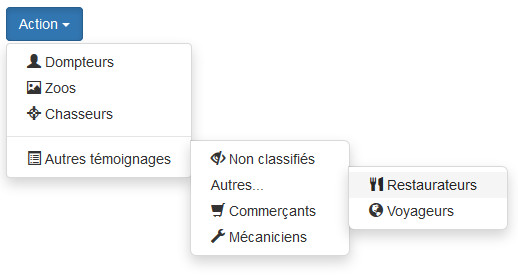 Action
Dompteurs
Zoos
Chasseurs
Autres témoignages
Non classifiés
Autres...
Commerçants
Mécaniciens
Restaurateurs
Voyageurs